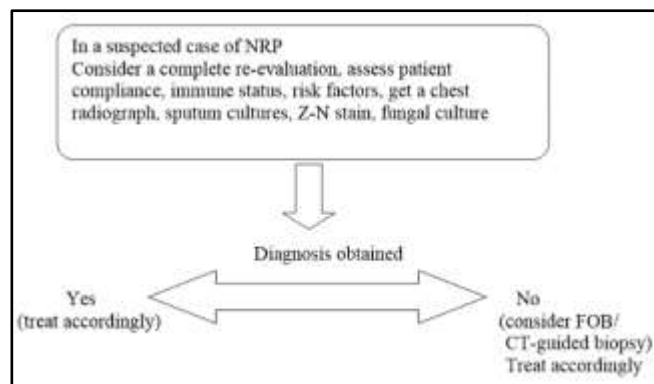 In a suspected case of NRP
Consider a complete re-evaluation, assess patient
compliance, immune status, risk factors, get a chest
radiograph, sputum cultures, Z-N stain, fungal culture
Diagnosis obtained
Yes
(treat accordingly)
No
(consider FOB/
CT-guided biopsy)
Treat accordingly